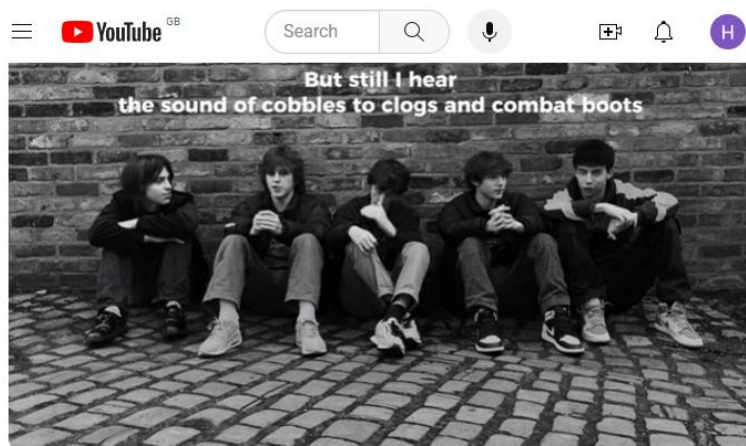 YouTube GB
Search
H
But still I hear
the sound of cobbles to clogs and combat boots